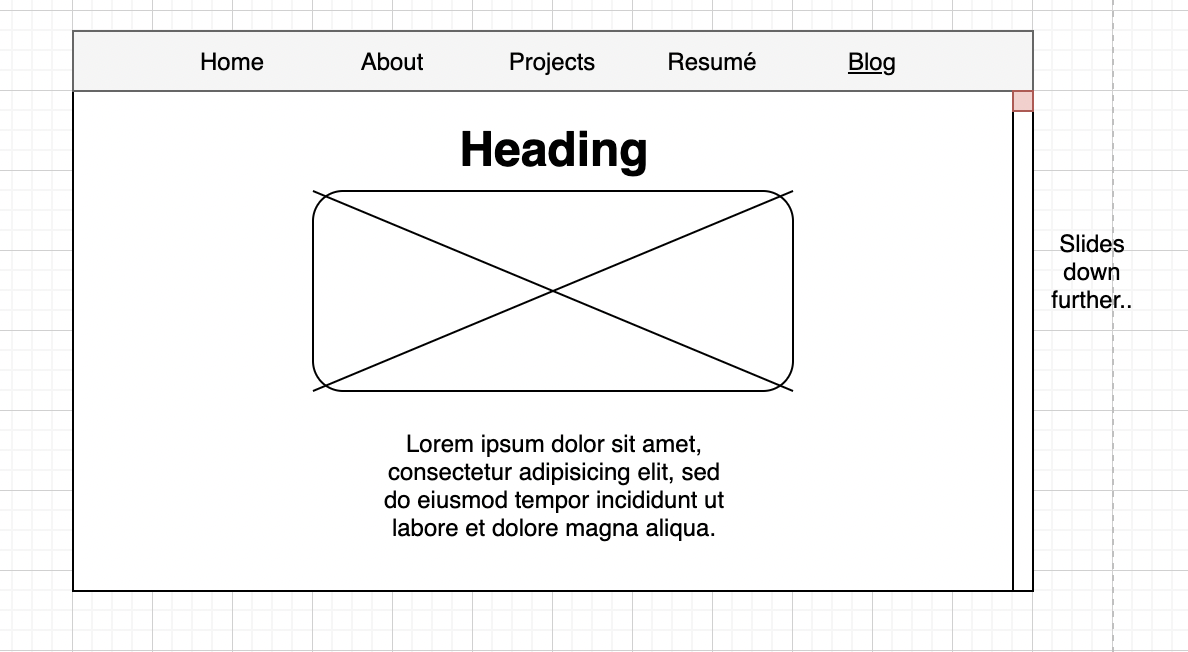 Home About Projects Resumé Blog
Heading
Slides
down
further..
Lorem ipsum dolor sit amet,
consectetur adipisicing elit, sed
do eiusmod tempor incididunt ut
labore et dolore magna aliqua.